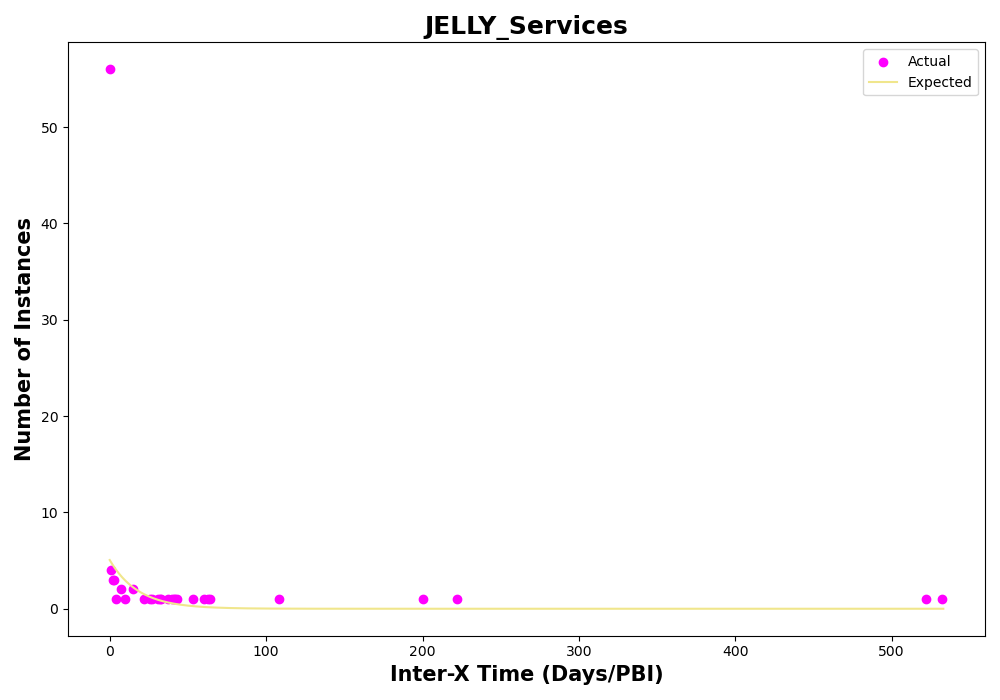 JELLY_Services
Actual
Expected
Number of Instances
50
40
30
20
10
0
0 100 200 300 400 500
Inter-X Time (Days/PBI)